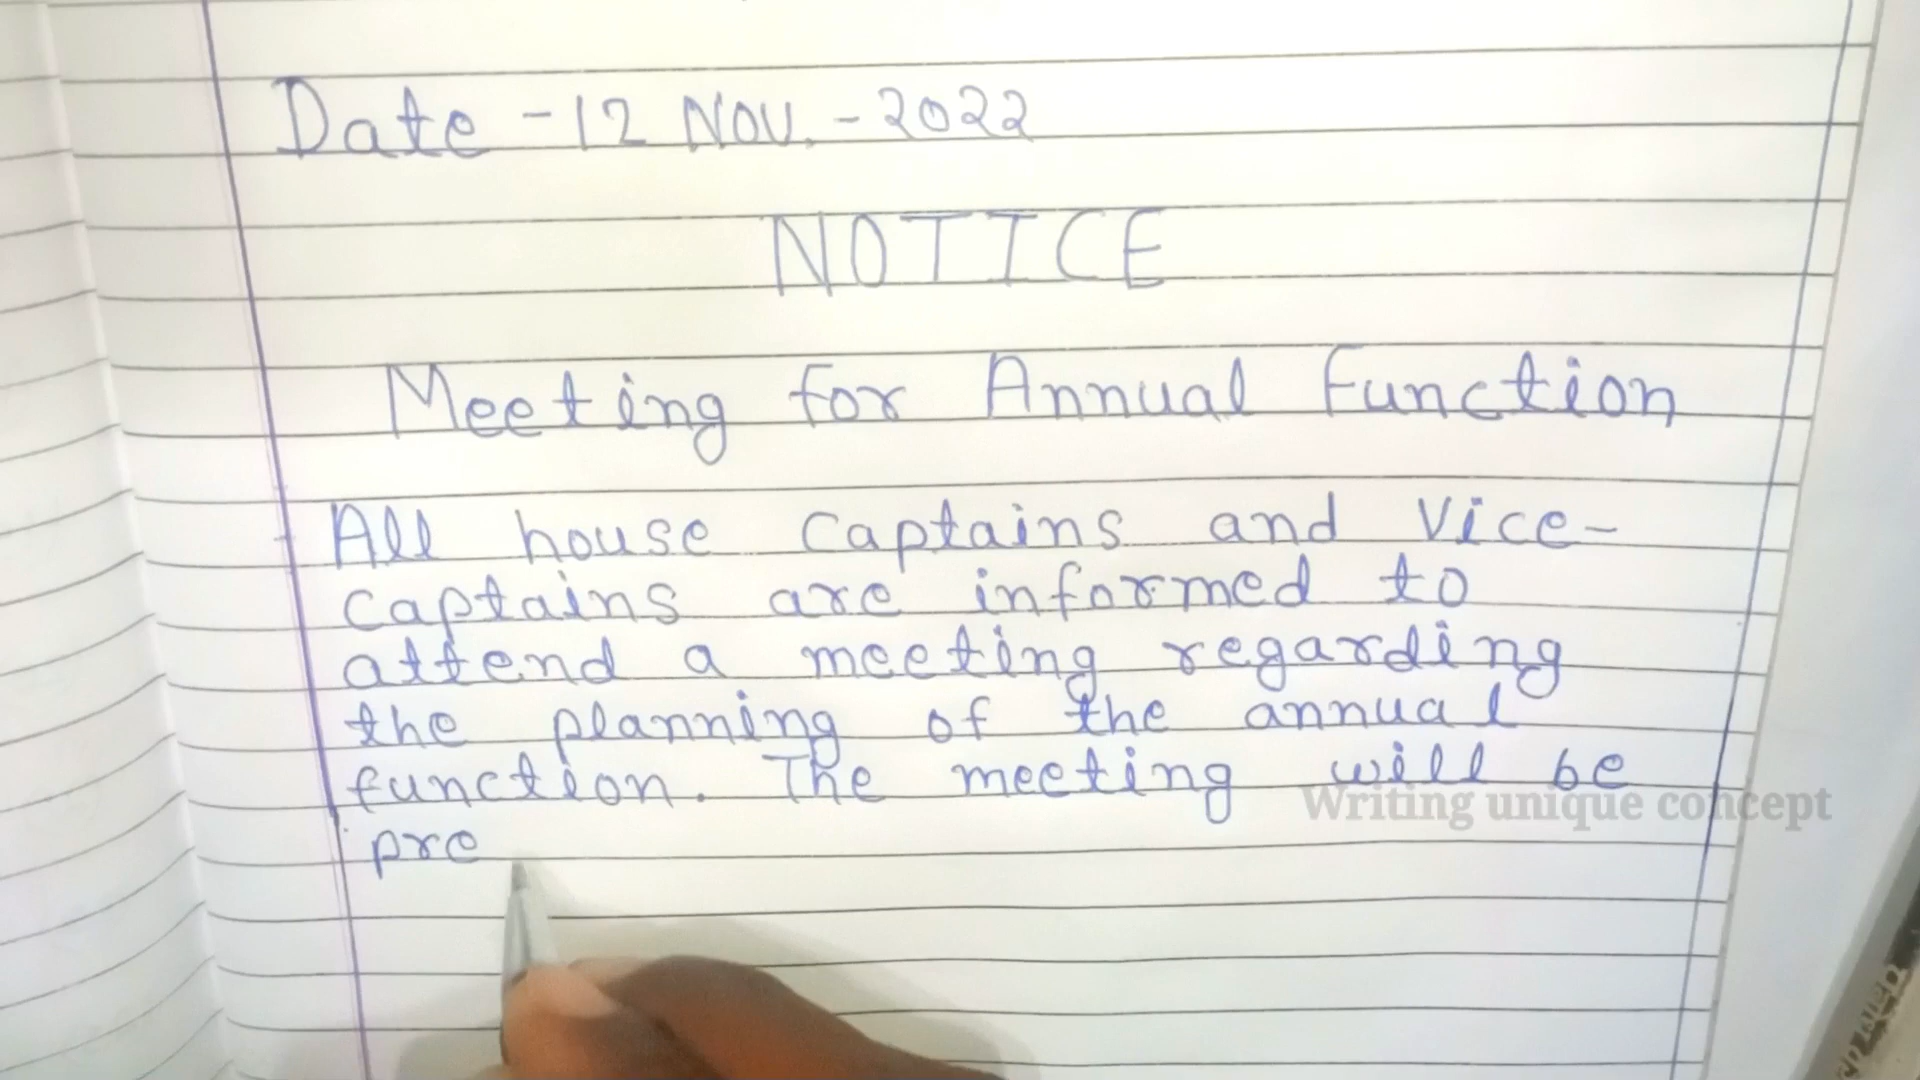 Date - 12 Nov. - 2022
NOTICE
Meeting for Annual Function
All house captains and Vice-
captains are informed to
attend a meeting regarding
the planning of the annual
function. The meeting will be
Writing unique concept
pre